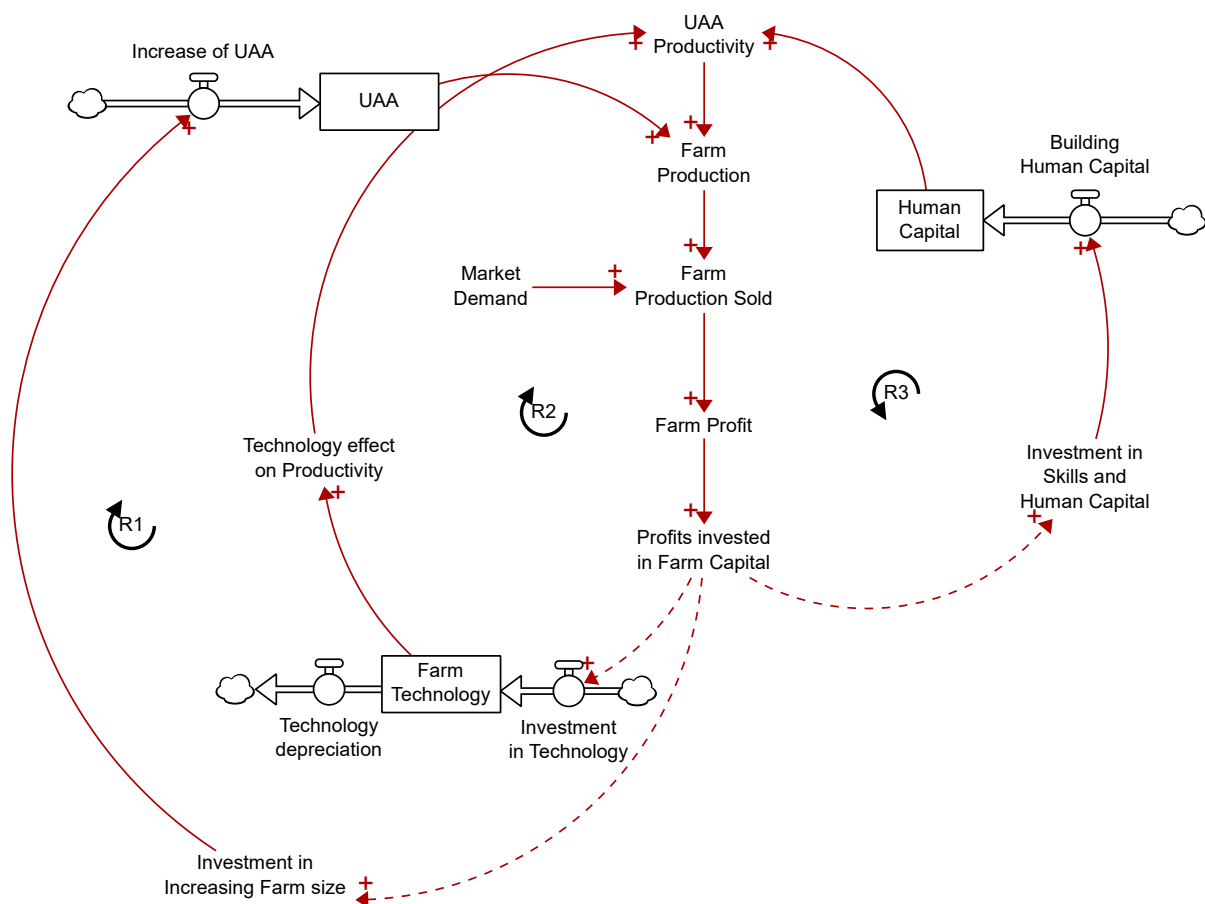 UAA
Productivity
Increase of UAA
UAA
+
+
+
+
+
Farm
Production
Building
Human Capital
Human
Capital
+
+
+
Market
Demand
Farm
Production Sold
R2
R3
+
Farm Profit
Technology effect
on Productivity
+
Investment in
Skills and
Human Capital
+
+
R1
Profits invested
in Farm Capital
+
Farm
Technology
Technology
depreciation
Investment
in Technology
Investment in
Increasing Farm size
+